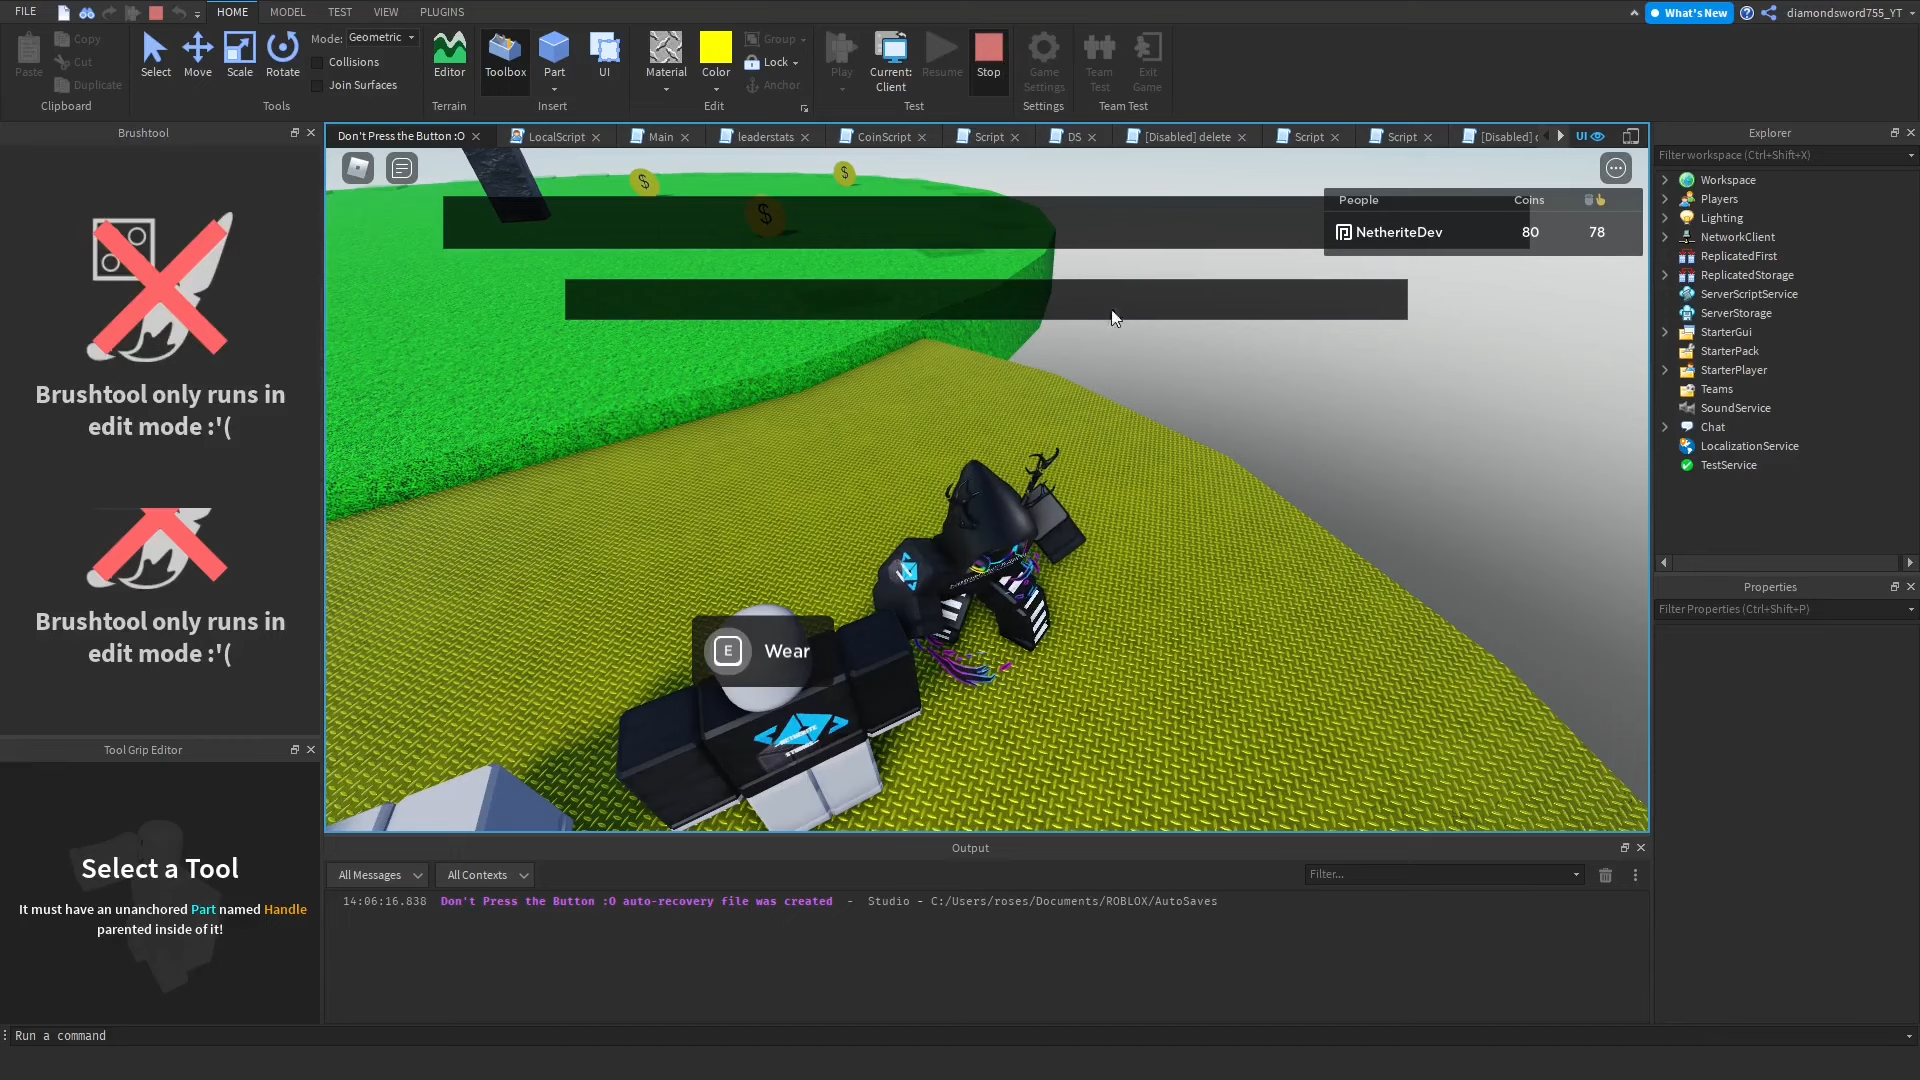 FILE
HOME
MODEL
TEST
VIEW
PLUGINS
What's New
diamondsword755_YT
Paste
Copy
Cut
Duplicate
Clipboard
Select
Move
Scale
Rotate
Mode: Geometric
Collisions
Join Surfaces
Tools
Editor
Terrain
Toolbox
Part
UI
Insert
Material
Color
Group
Lock
Anchor
Edit
Play
Current:
Client
Resume
Stop
Test
Game
Settings
Settings
Team
Test
Exit
Game
Team Test
Brushtool
Don't Press the Button :O
LocalScript
Main
leaderstats
CoinScript
Script
DS
[Disabled] delete
Script
Script
[Disabled]
UI
Explorer
Filter workspace (Ctrl+Shift+X)
Workspace
Players
Lighting
NetworkClient
ReplicatedFirst
ReplicatedStorage
ServerScriptService
ServerStorage
StarterGui
StarterPack
StarterPlayer
Teams
SoundService
Chat
LocalizationService
TestService
Properties
Filter Properties (Ctrl+Shift+P)
People
Coins
NetheriteDev
80
78
$
$
$
E
Wear
Brushtool only runs in
edit mode :'(
Brushtool only runs in
edit mode :'(
Tool Grip Editor
Select a Tool
It must have an unanchored Part named Handle
parented inside of it!
Output
All Messages
All Contexts
Filter...
14:06:16.838 Don't Press the Button :O auto-recovery file was created - Studio - C:/Users/roses/Documents/ROBLOX/AutoSaves
Run a command